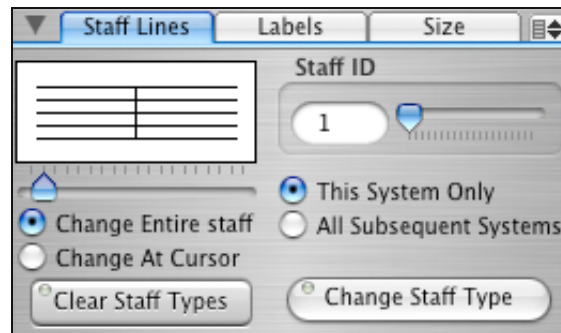 Staff Lines Labels Size
Staff ID
1
This System Only
Change Entire staff
All Subsequent Systems
Change At Cursor
Clear Staff Types
Change Staff Type